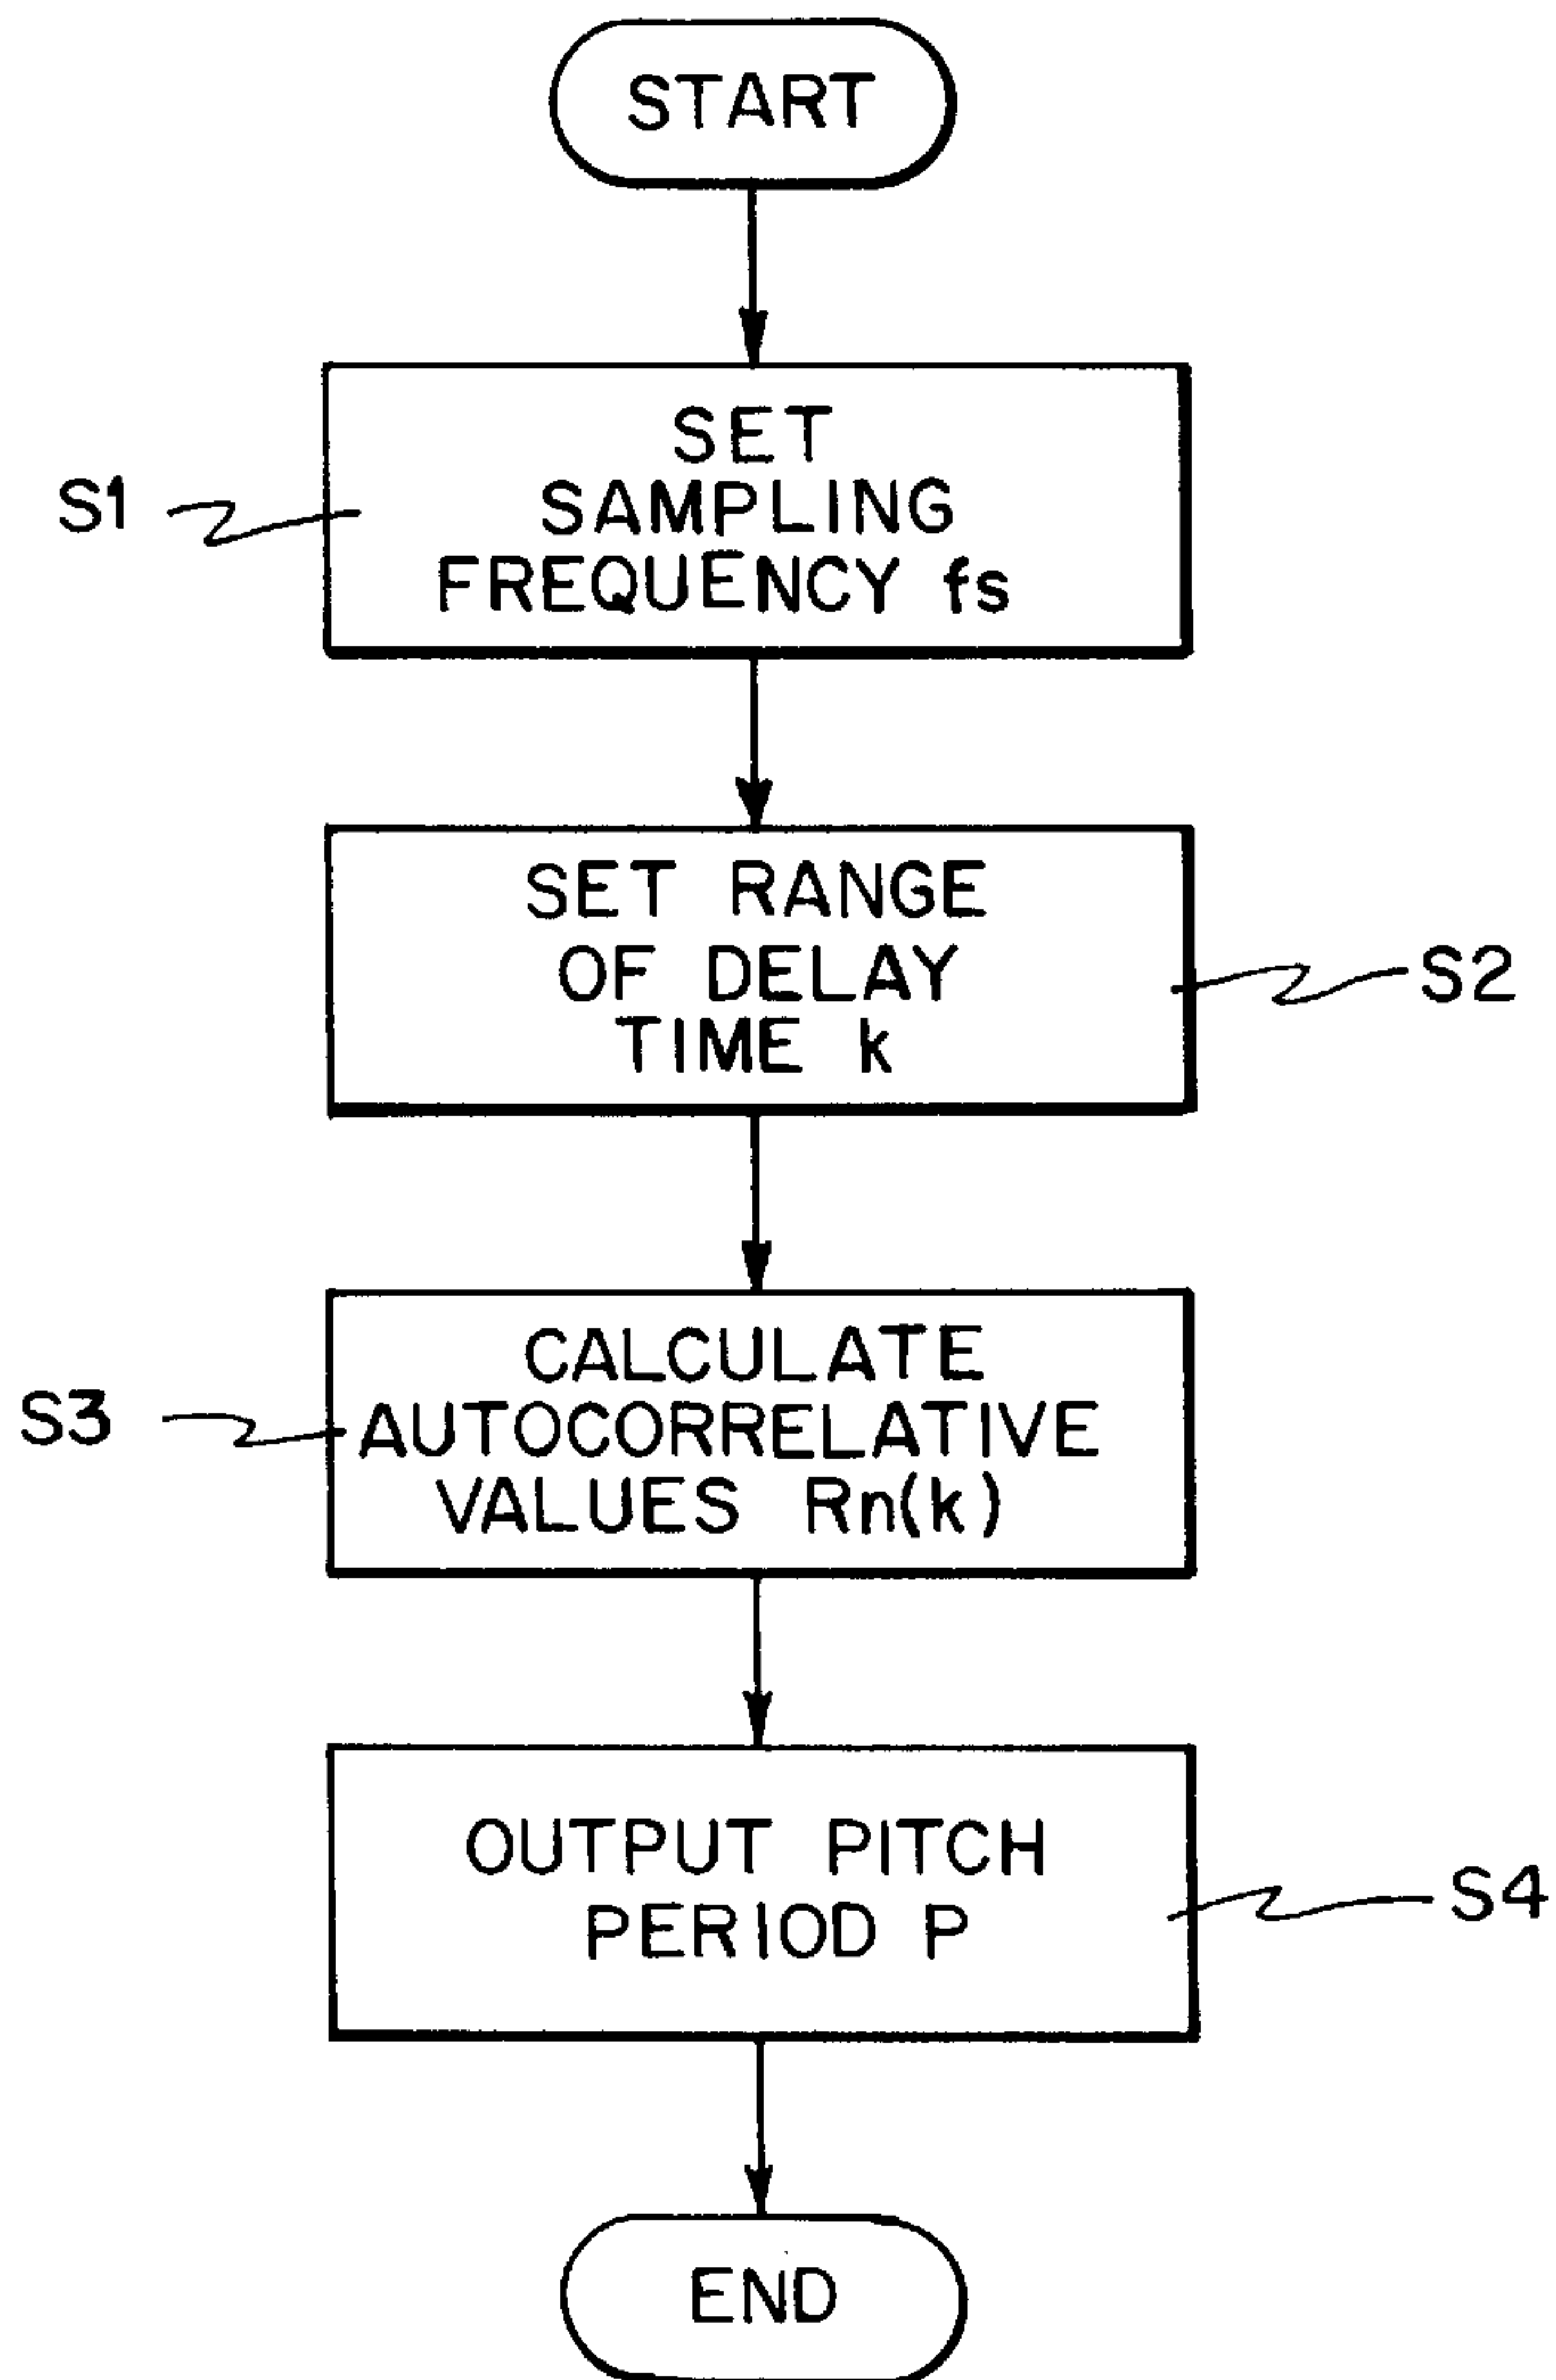 START
SET
SAMPLING
FREQUENCY fs
S1
SET RANGE
OF DELAY
TIME k
S2
CALCULATE
AUTOCORRELATIVE
VALUES Rn(k)
S3
OUTPUT PITCH
PERIOD P
S4
END